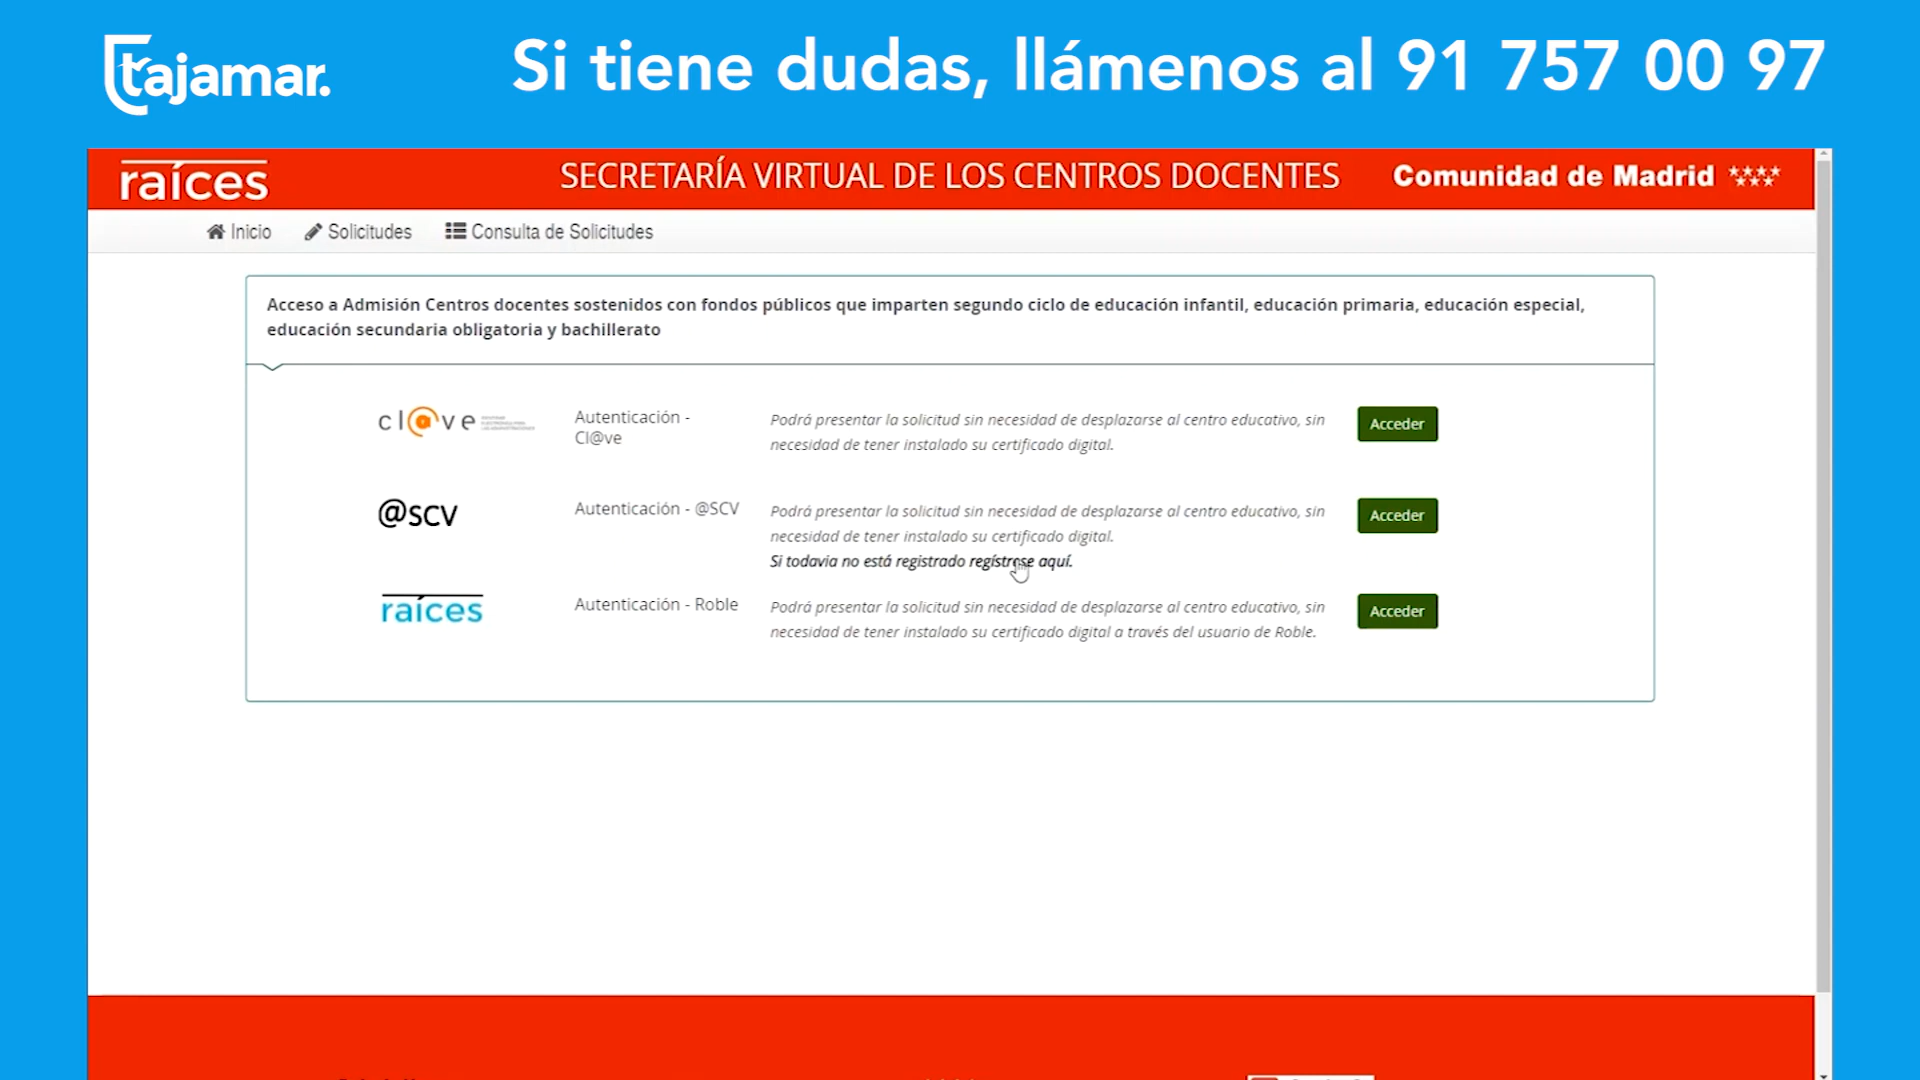 tajamar.
Si tiene dudas, llámenos al 91 757 00 97
raíces
SECRETARÍA VIRTUAL DE LOS CENTROS DOCENTES
Comunidad de Madrid
Inicio
Solicitudes
Consulta de Solicitudes
Acceso a Admisión Centros docentes sostenidos con fondos públicos que imparten segundo ciclo de educación infantil, educación primaria, educación especial,
educación secundaria obligatoria y bachillerato
cl@ve
Autenticación -
Cl@ve
Podrá presentar la solicitud sin necesidad de desplazarse al centro educativo, sin
necesidad de tener instalado su certificado digital.
Acceder
@SCV
Autenticación - @SCV
Podrá presentar la solicitud sin necesidad de desplazarse al centro educativo, sin
necesidad de tener instalado su certificado digital.
Si todavia no está registrado regístrese aquí.
Acceder
raíces
Autenticación - Roble
Podrá presentar la solicitud sin necesidad de desplazarse al centro educativo, sin
necesidad de tener instalado su certificado digital a través del usuario de Roble.
Acceder